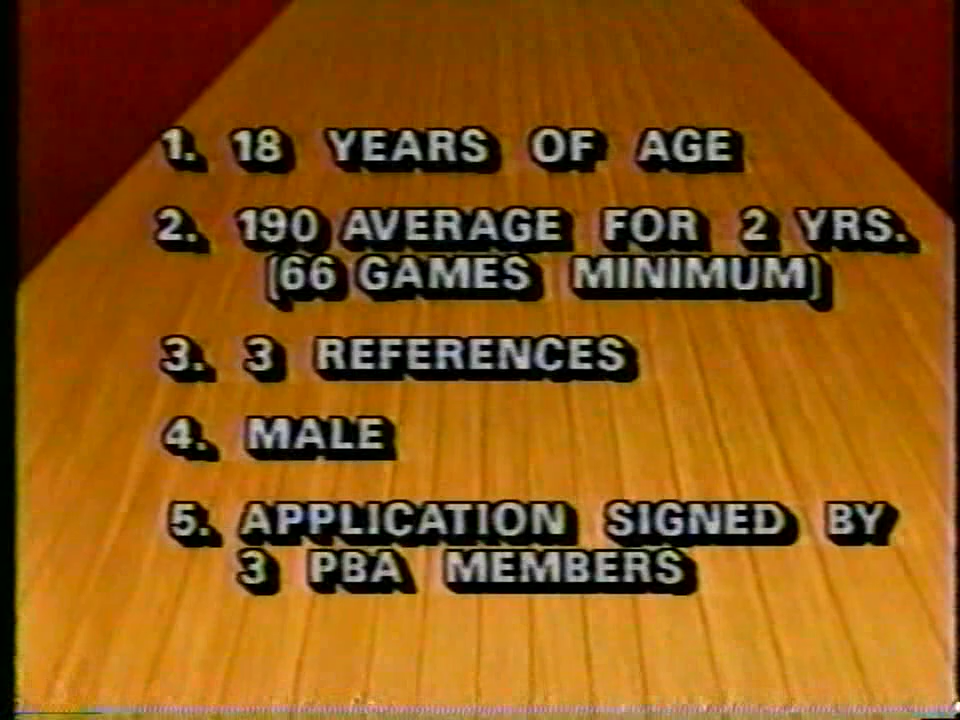 1. 18 YEARS OF AGE
2. 190 AVERAGE FOR 2 YRS.
(66 GAMES MINIMUM)
3. 3 REFERENCES
4. MALE
5. APPLICATION SIGNED BY
3 PBA MEMBERS